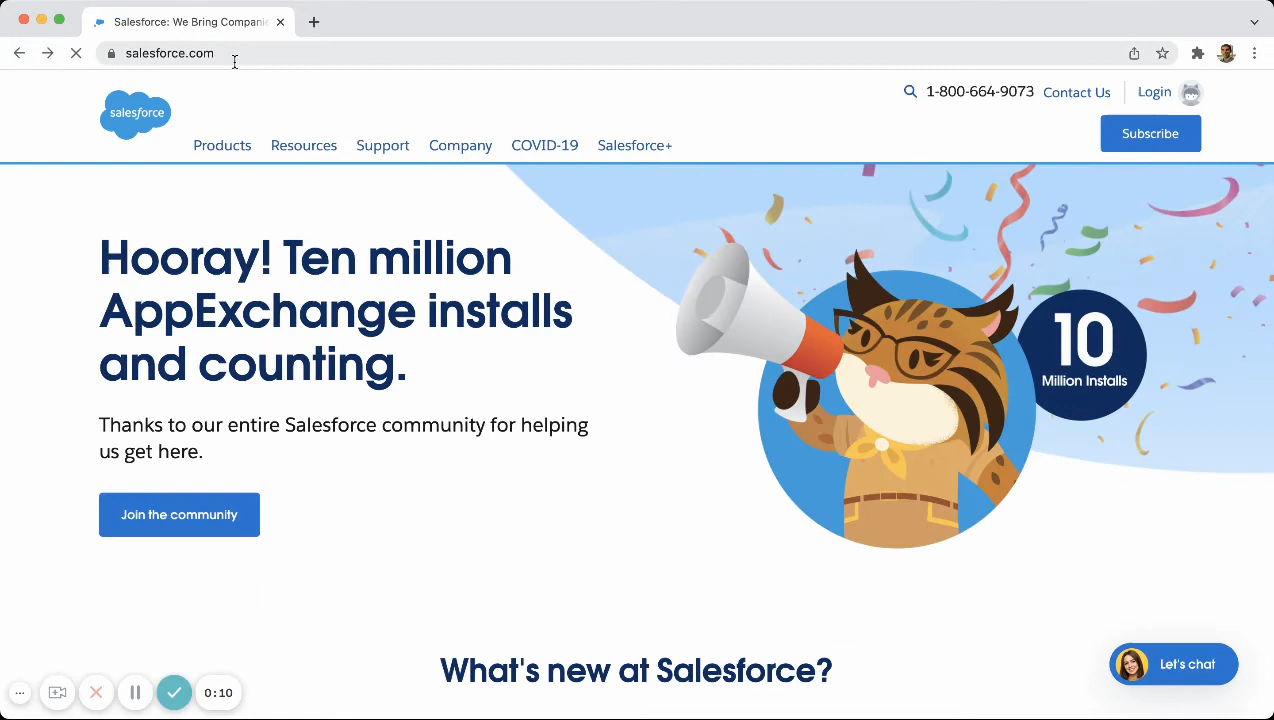 Salesforce: We Bring Companie
salesforce.com
salesforce
1-800-664-9073 Contact Us Login
Subscribe
Products Resources Support Company COVID-19 Salesforce+
Hooray! Ten million
AppExchange installs
and counting.
Thanks to our entire Salesforce community for helping
us get here.
Join the community
10
Million Installs
What's new at Salesforce?
Let's chat
0:10